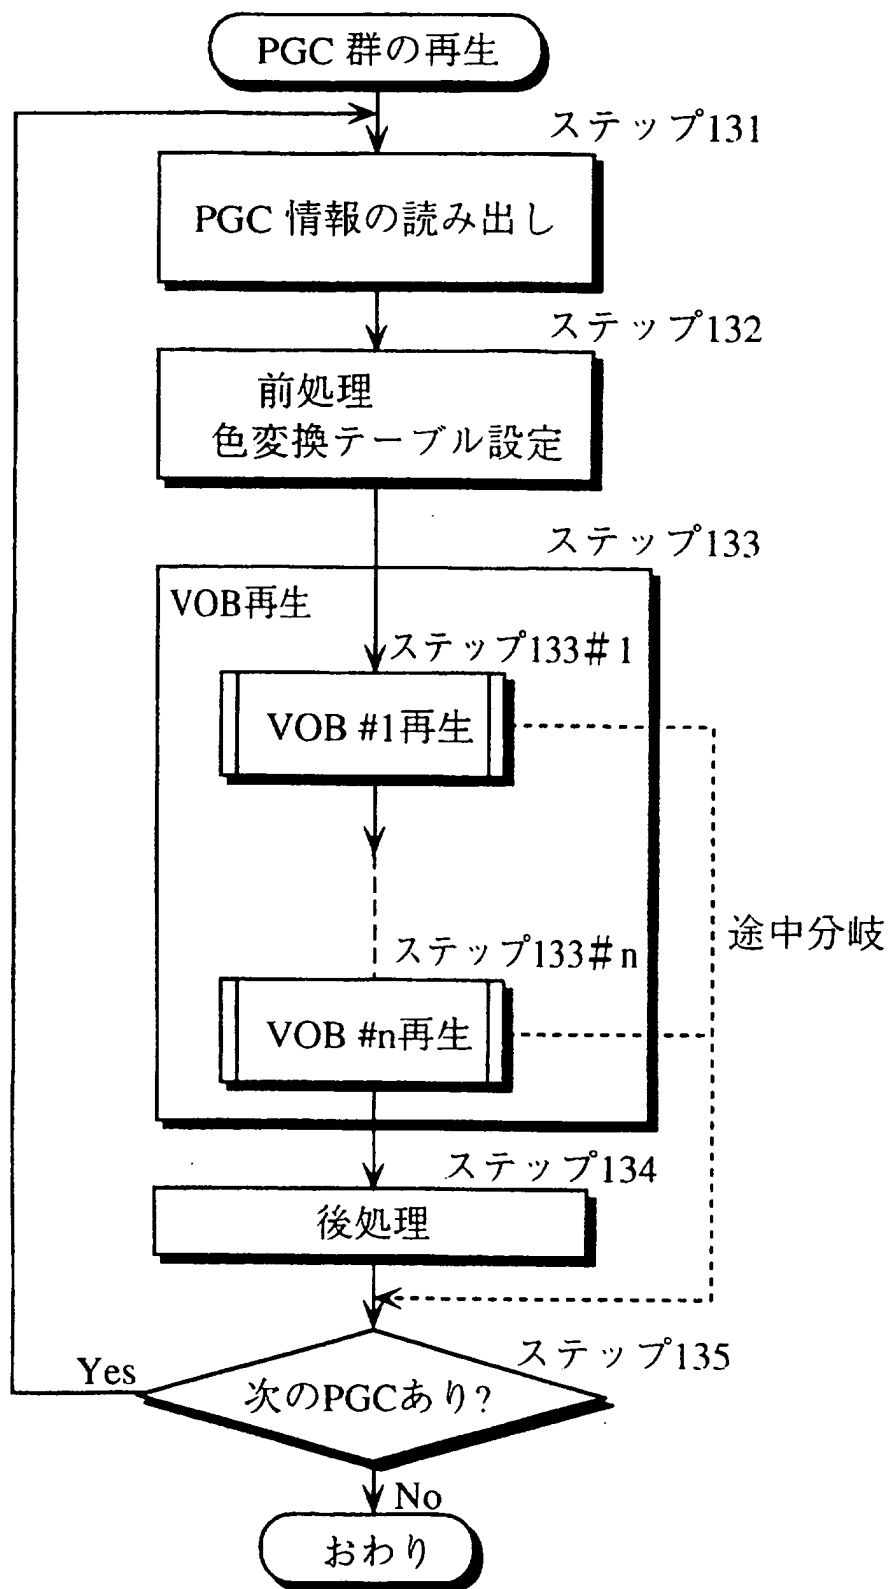 PGC 群の再生
ステップ131
PGC 情報の読み出し
ステップ132
前処理
色変換テーブル設定
ステップ133
VOB再生
ステップ133#1
VOB #1再生
途中分岐
ステップ133#n
VOB #n再生
ステップ134
後処理
ステップ135
Yes
次のPGCあり?
No
おわり